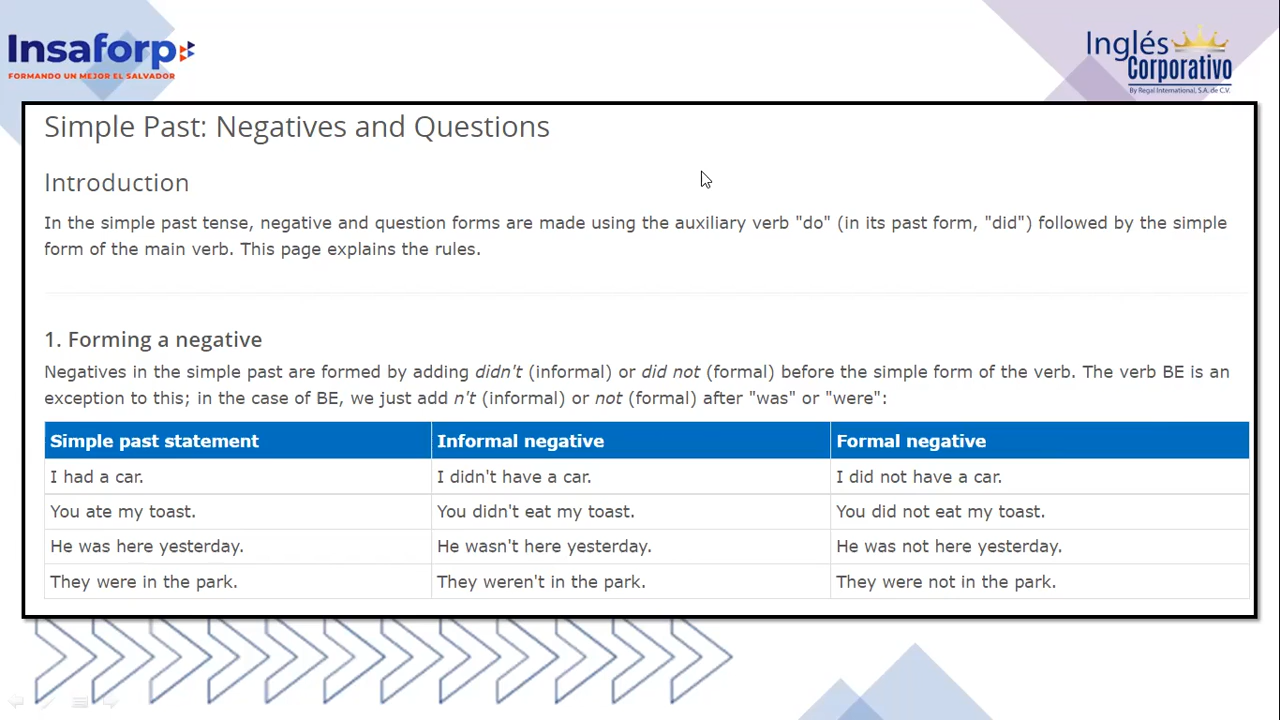 Insaforp
FORMANDO UN MEJOR EL SALVADOR
Inglés
Corporativo
By Regal International, S.A. de C.V.
Simple Past: Negatives and Questions
Introduction
In the simple past tense, negative and question forms are made using the auxiliary verb "do" (in its past form, "did") followed by the simple
form of the main verb. This page explains the rules.
1. Forming a negative
Negatives in the simple past are formed by adding didn't (informal) or did not (formal) before the simple form of the verb. The verb BE is an
exception to this; in the case of BE, we just add n't (informal) or not (formal) after "was" or "were":
Simple past statement Informal negative Formal negative
I had a car. I didn't have a car. I did not have a car.
You ate my toast. You didn't eat my toast. You did not eat my toast.
He was here yesterday. He wasn't here yesterday. He was not here yesterday.
They were in the park. They weren't in the park. They were not in the park.